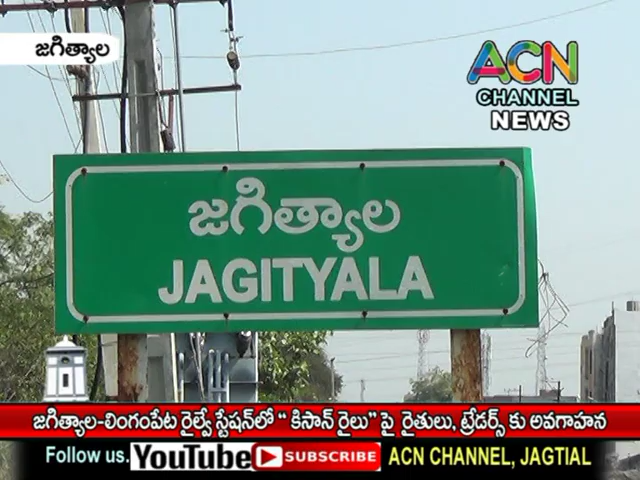 జగిత్యాల
ACN
CHANNEL
NEWS
జగిత్యాల
JAGITYALA
జగిత్యాల-లింగంపేట రైల్వే స్టేషన్‌లో “ కిసాన్ రైలు” పై రైతులు, ట్రేడర్స్ కు అవగాహన
Follow us. YouTube SUBSCRIBE ACN CHANNEL, JAGTIAL